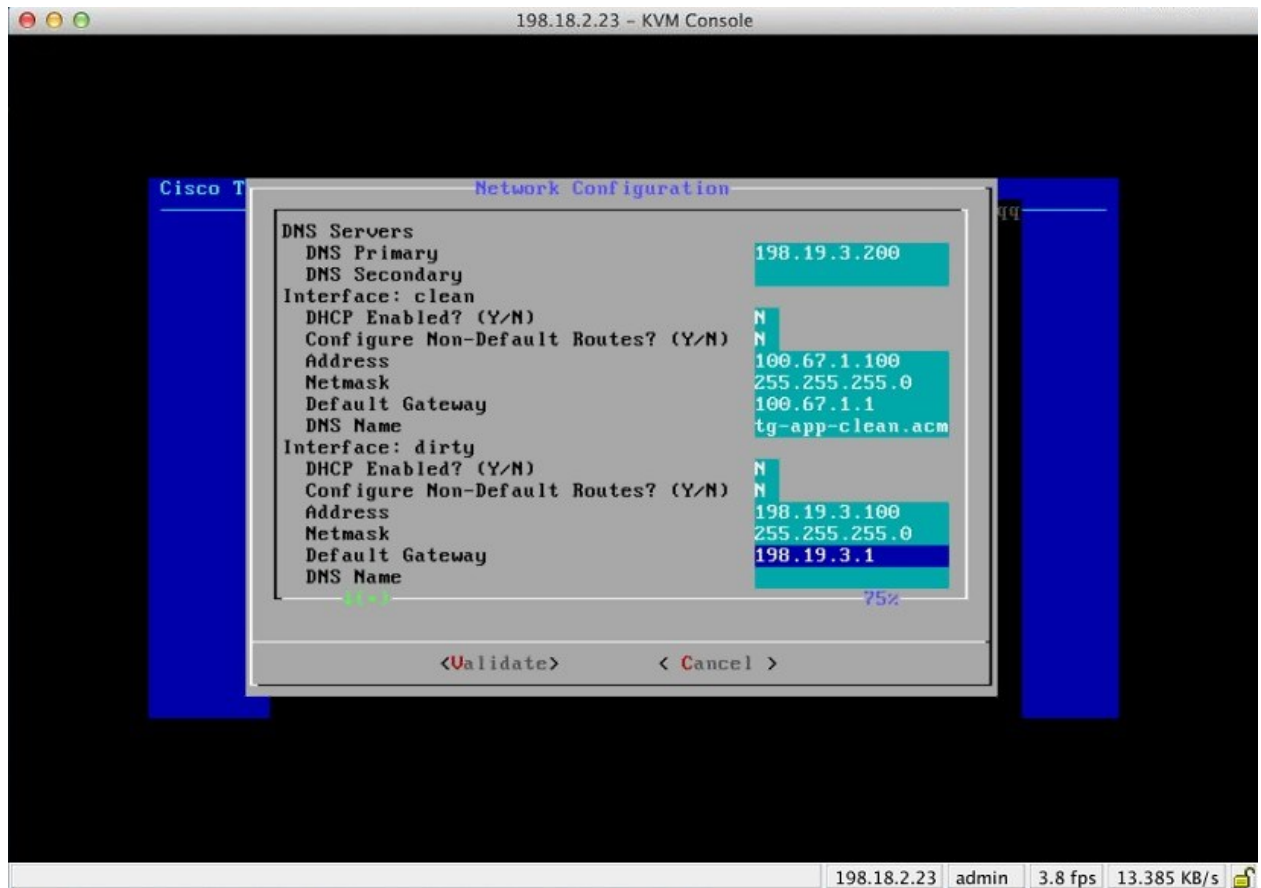 198.18.2.23 – KVM Console
Cisco T
Network Configuration
qq
DNS Servers
DNS Primary 198.19.3.200
DNS Secondary
Interface: clean
DHCP Enabled? (Y/N) N
Configure Non-Default Routes? (Y/N) N
Address 100.67.1.100
Netmask 255.255.255.0
Default Gateway 100.67.1.1
DNS Name tg-app-clean.acm
Interface: dirty
DHCP Enabled? (Y/N) N
Configure Non-Default Routes? (Y/N) N
Address 198.19.3.100
Netmask 255.255.255.0
Default Gateway 198.19.3.1
DNS Name
75%
<Validate> < Cancel >
198.18.2.23 admin 3.8 fps 13.385 KB/s